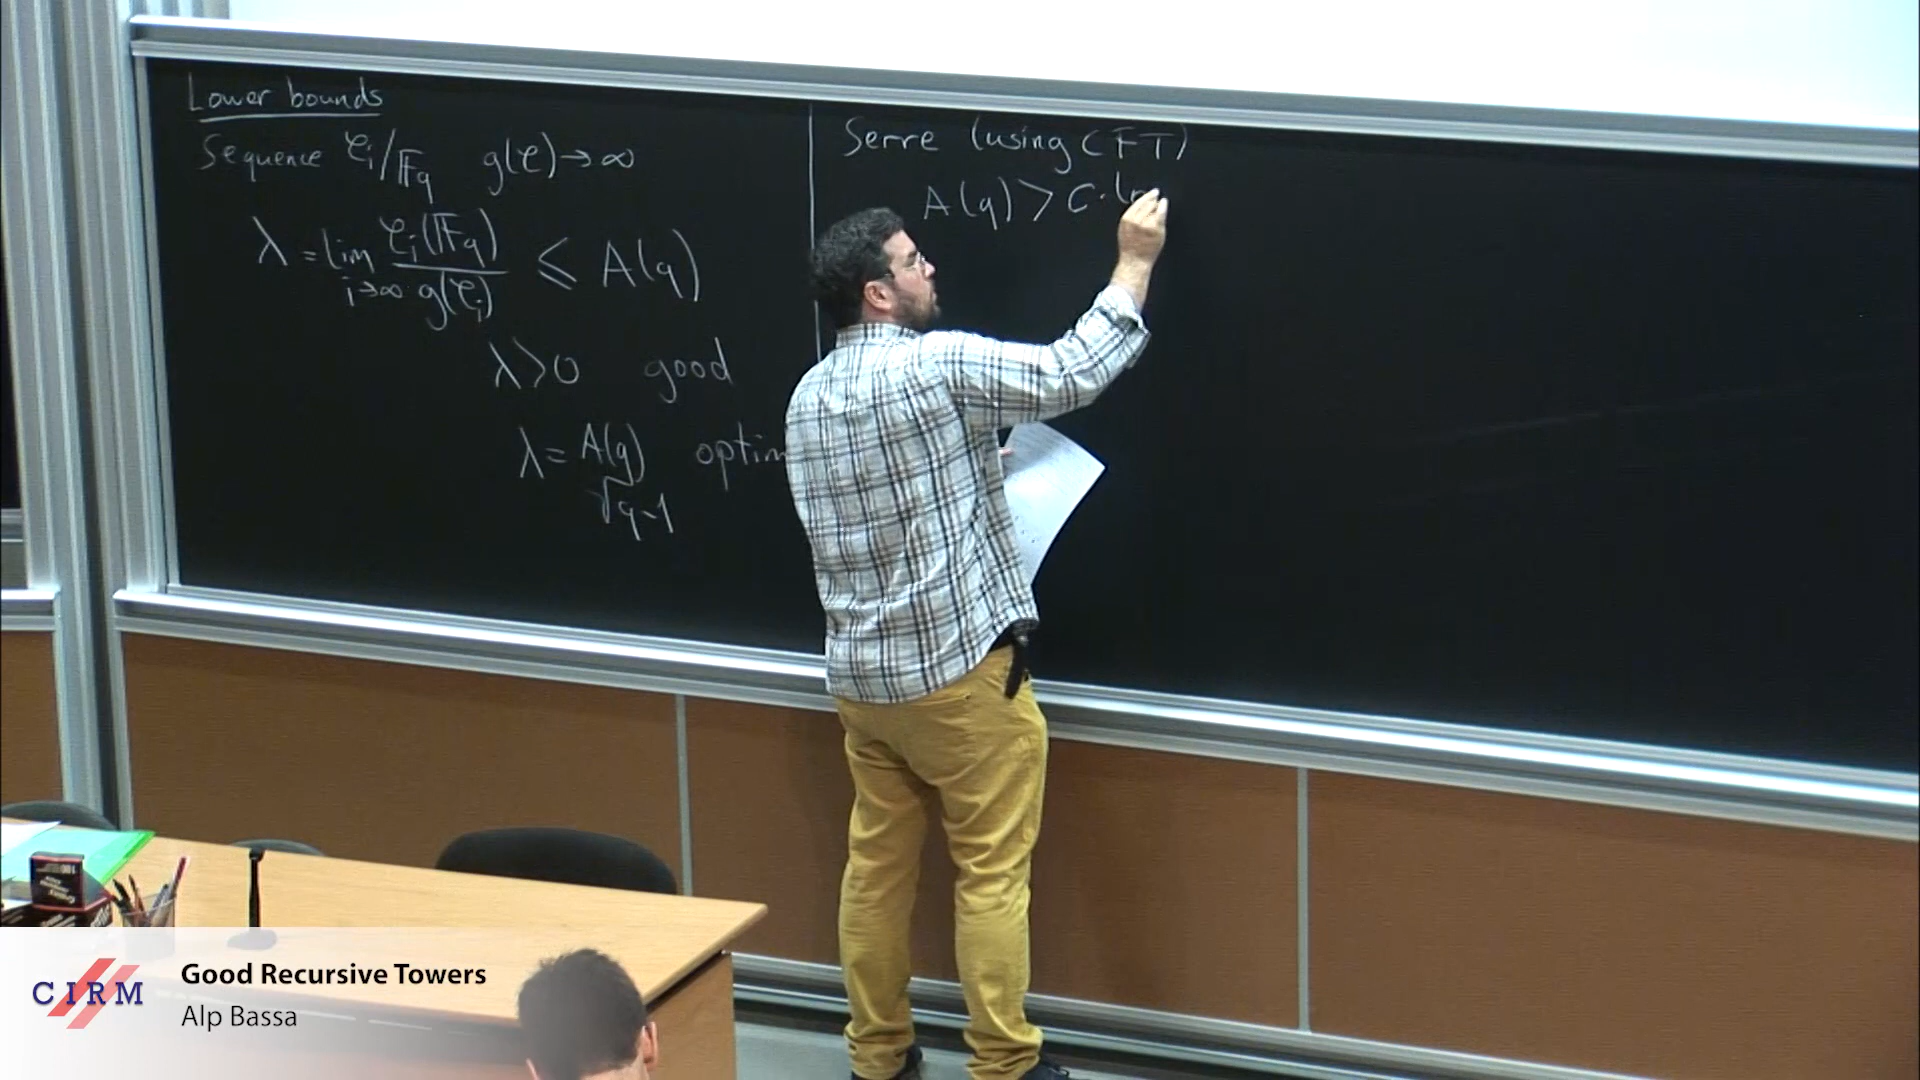 Lower bounds
Sequence 𝒞i/𝔽q g(𝒞)→∞
λ = lim i→∞ 𝒞i(𝔽q)/g(𝒞i) ⩽ A(q)
λ>0 good
λ = A(q) optim
√q-1
Serre (using CFT)
A(q) > c·
CIRM
Good Recursive Towers
Alp Bassa